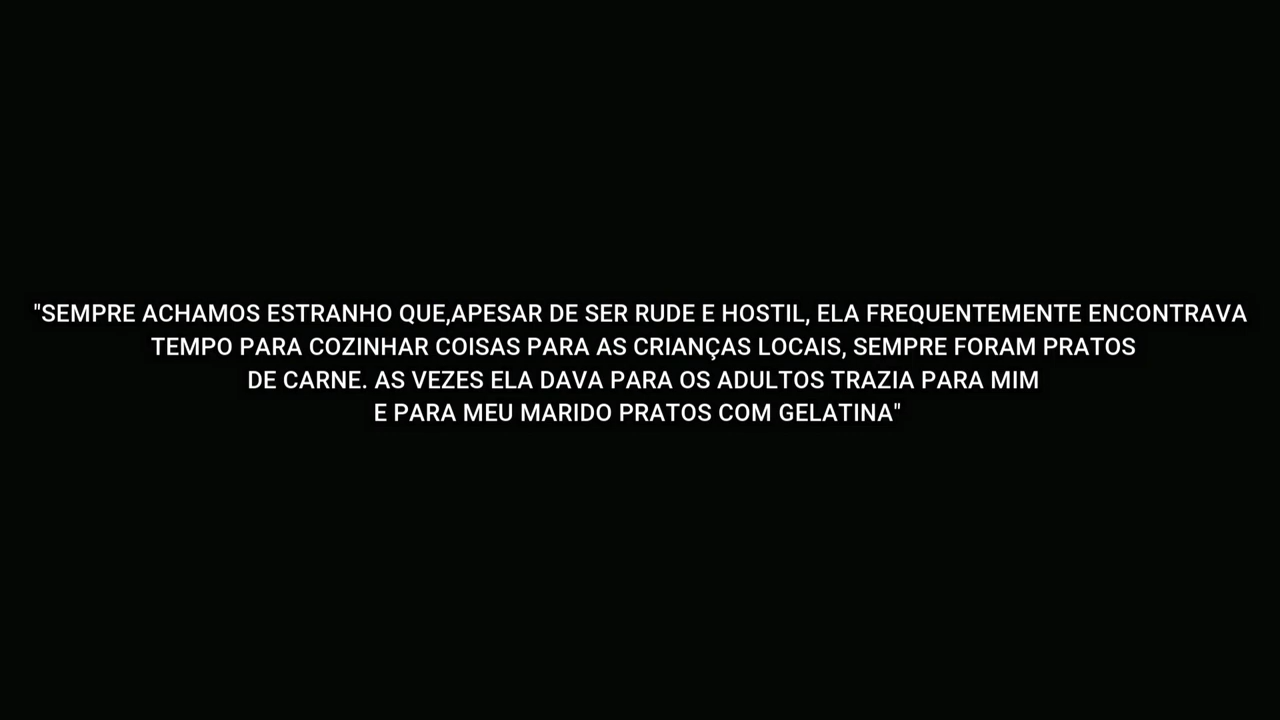 "SEMPRE ACHAMOS ESTRANHO QUE,APESAR DE SER RUDE E HOSTIL, ELA FREQUENTEMENTE ENCONTRAVA
TEMPO PARA COZINHAR COISAS PARA AS CRIANÇAS LOCAIS, SEMPRE FORAM PRATOS
DE CARNE. AS VEZES ELA DAVA PARA OS ADULTOS TRAZIA PARA MIM
E PARA MEU MARIDO PRATOS COM GELATINA"